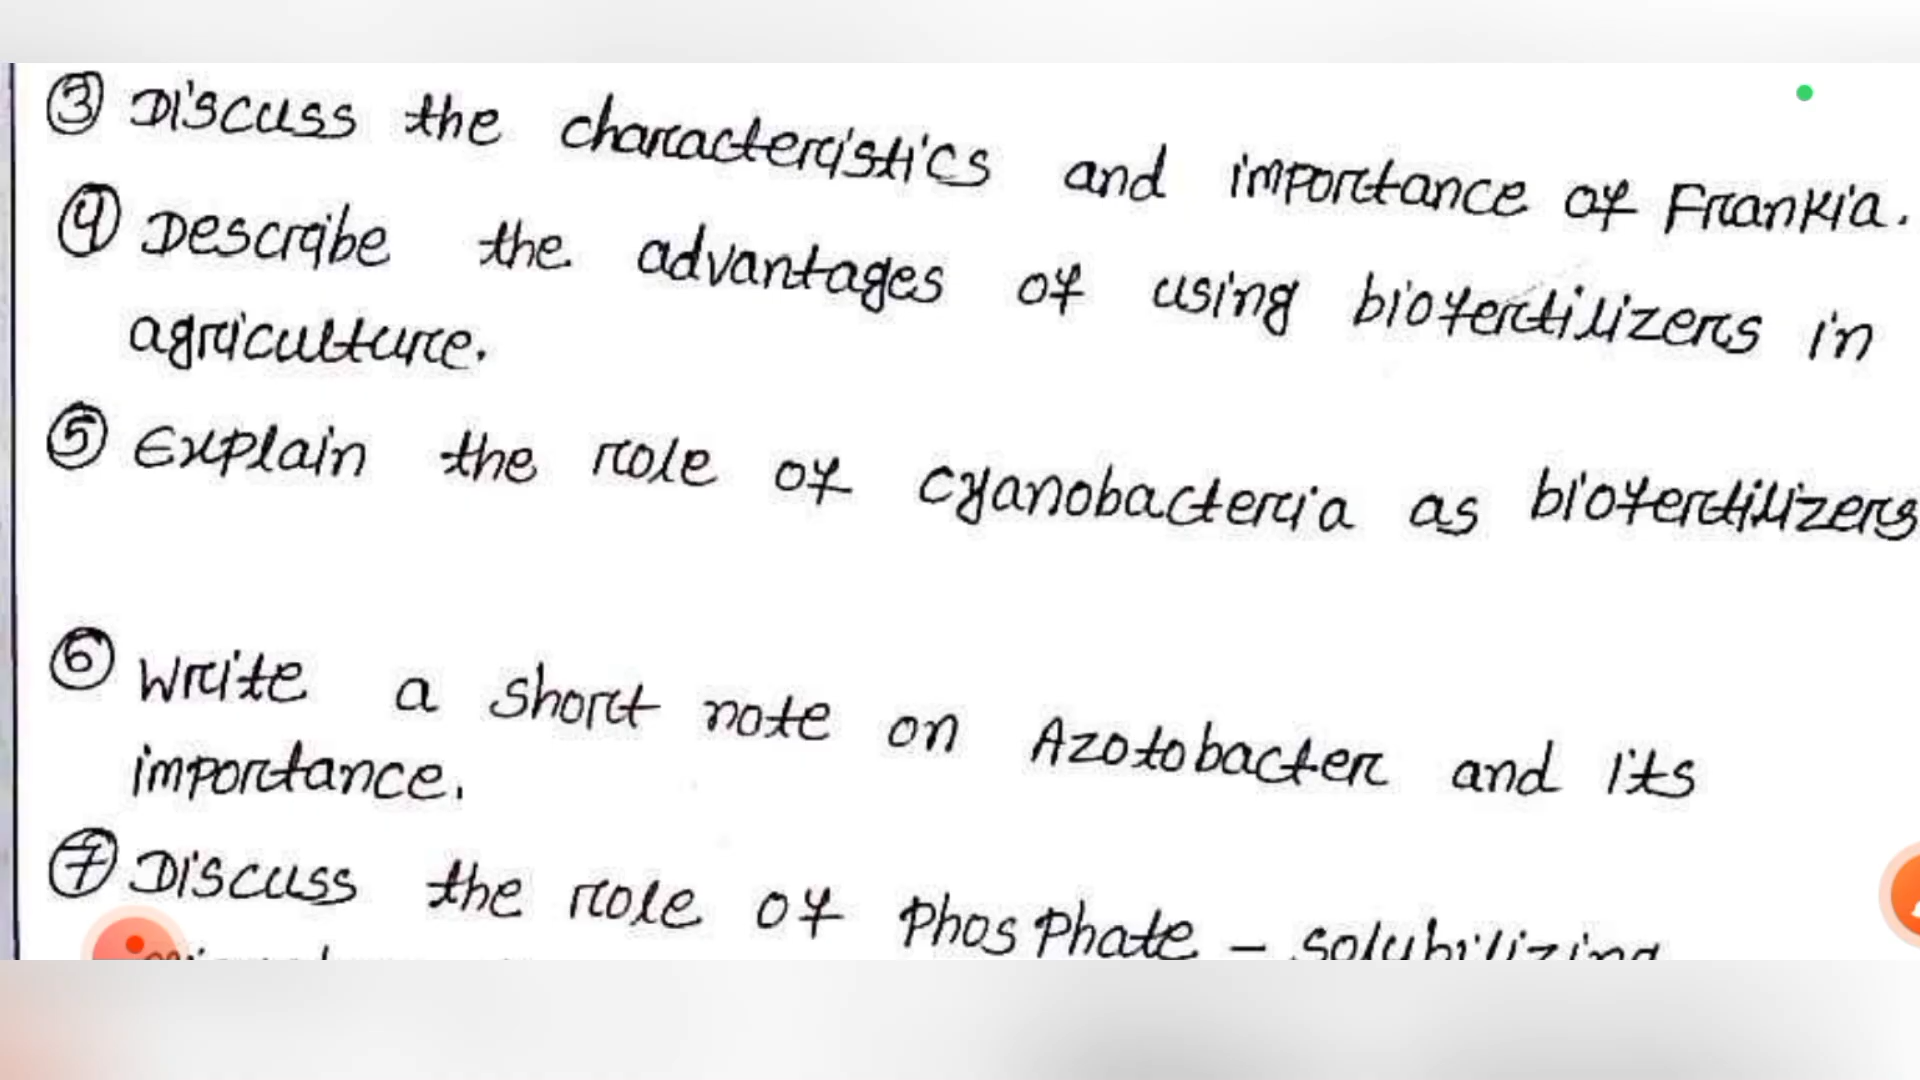 ③ Discuss the characteristics and importance of Frankia.
④ Describe the advantages of using biofertilizers in
agriculture.
⑤ Explain the role of cyanobacteria as biofertilizers
⑥ Write a short note on Azotobacter and its
importance.
⑦ Discuss the role of phosphate - solubilizing